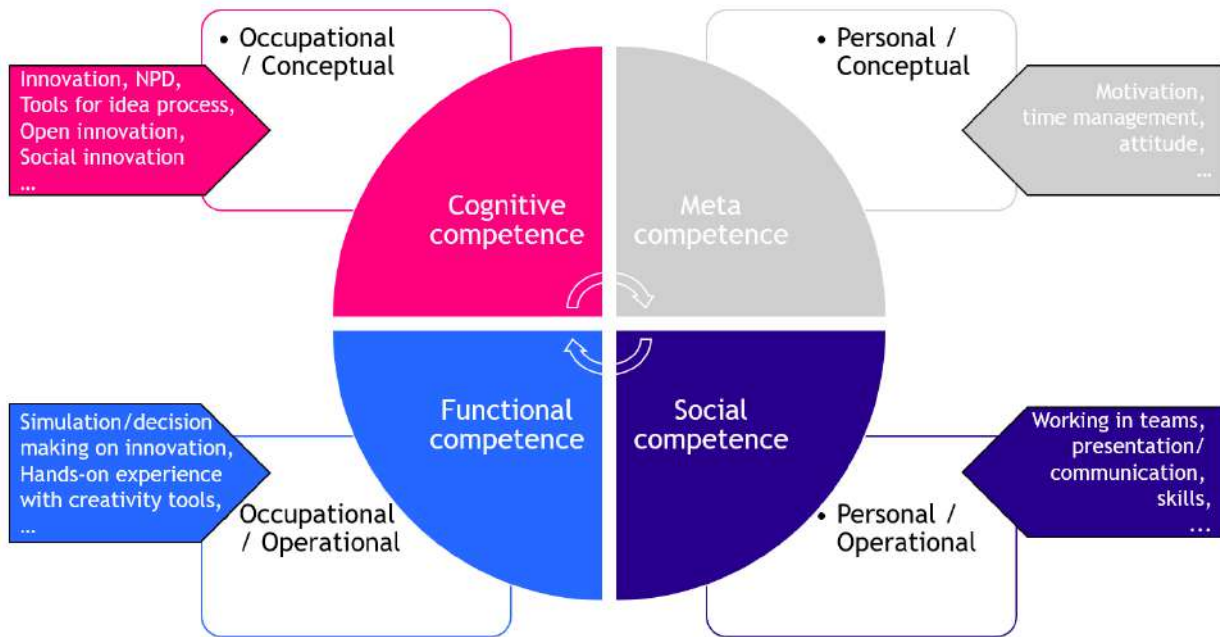 • Occupational
/ Conceptual
Innovation, NPD,
Tools for idea process,
Open innovation,
Social innovation
...
• Personal /
Conceptual
Motivation,
time management,
attitude,
...
Cognitive
competence
Meta
competence
Functional
competence
Social
competence
Simulation/decision
making on innovation,
Hands-on experience
with creativity tools,
...
• Occupational
/ Operational
Working in teams,
presentation/
communication,
skills,
...
• Personal /
Operational